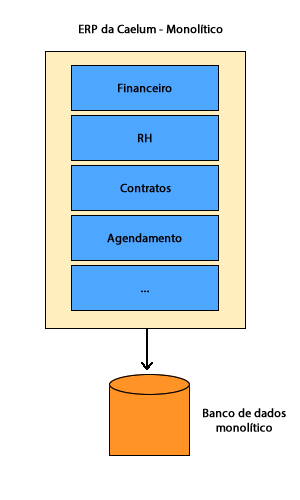 ERP da Caelum - Monolítico
Financeiro
RH
Contratos
Agendamento
...
Banco de dados
monolítico